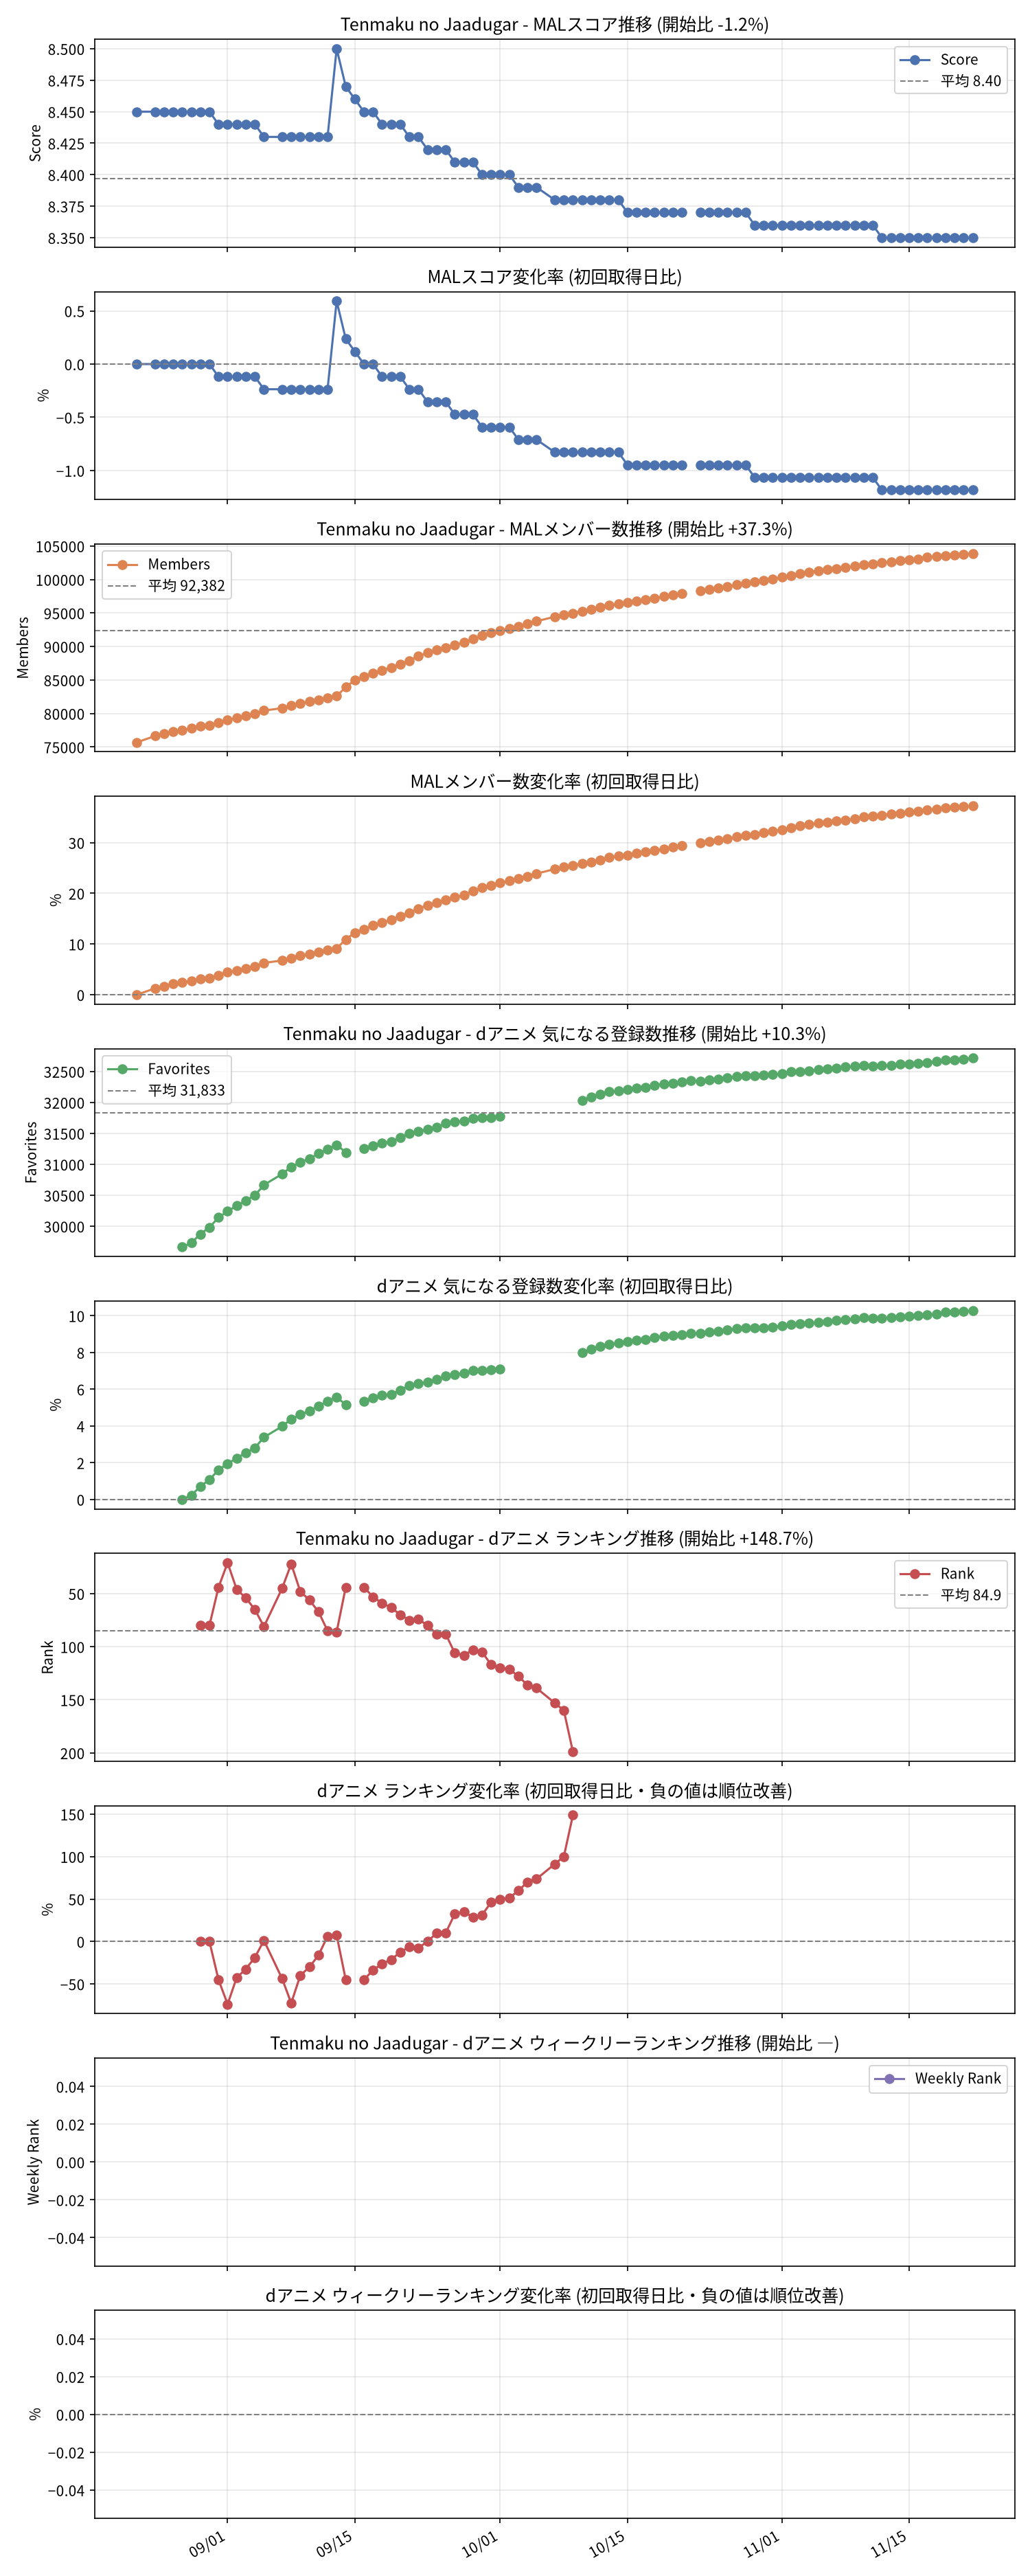 Tenmaku no Jaadugar - MALスコア推移 (開始比 -1.2%)
8.500
8.475
8.450
8.425
8.400
8.375
8.350
Score
Score
平均 8.40
MALスコア変化率 (初回取得日比)
0.5
0.0
−0.5
−1.0
%
Tenmaku no Jaadugar - MALメンバー数推移 (開始比 +37.3%)
105000
100000
95000
90000
85000
80000
75000
Members
Members
平均 92,382
MALメンバー数変化率 (初回取得日比)
30
20
10
0
%
Tenmaku no Jaadugar - dアニメ 気になる登録数推移 (開始比 +10.3%)
32500
32000
31500
31000
30500
30000
Favorites
Favorites
平均 31,833
dアニメ 気になる登録数変化率 (初回取得日比)
10
8
6
4
2
0
%
Tenmaku no Jaadugar - dアニメ ランキング推移 (開始比 +148.7%)
50
100
150
200
Rank
Rank
平均 84.9
dアニメ ランキング変化率 (初回取得日比・負の値は順位改善)
150
100
50
0
−50
%
Tenmaku no Jaadugar - dアニメ ウィークリーランキング推移 (開始比 —)
0.04
0.02
0.00
−0.02
−0.04
Weekly Rank
Weekly Rank
dアニメ ウィークリーランキング変化率 (初回取得日比・負の値は順位改善)
0.04
0.02
0.00
−0.02
−0.04
%
09/01
09/15
10/01
10/15
11/01
11/15